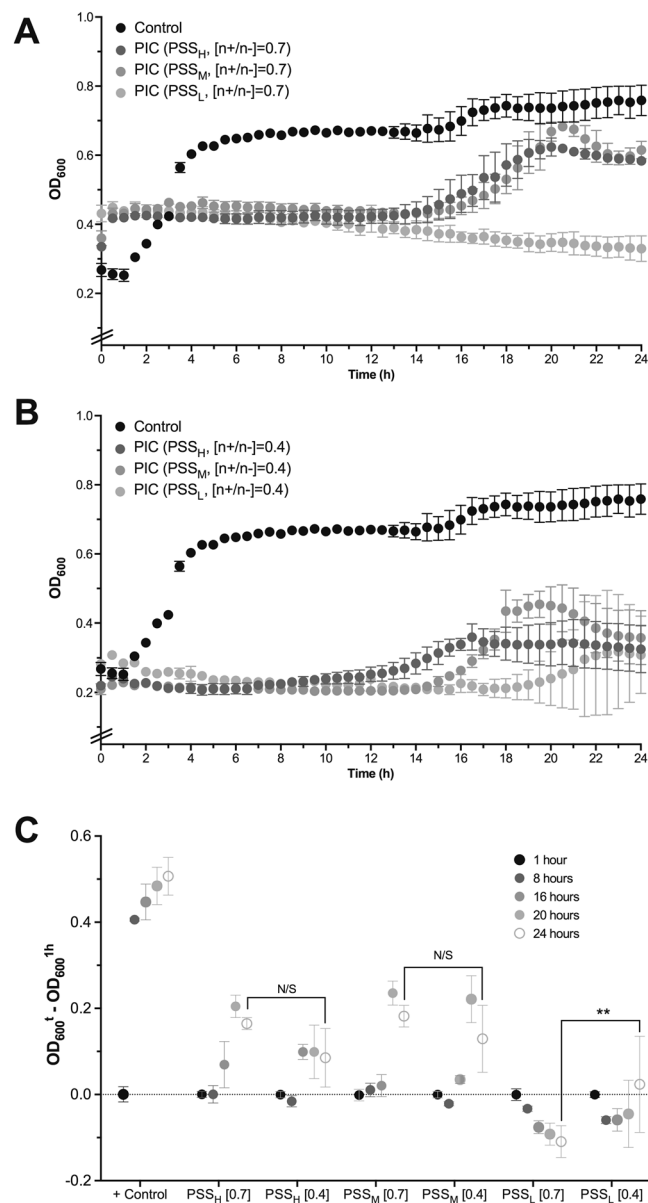 A
Control
PIC (PSSH, [n+/n-]=0.7)
PIC (PSSM, [n+/n-]=0.7)
PIC (PSSL, [n+/n-]=0.7)
1.0
0.8
0.6
0.4
0.2
OD600
0 2 4 6 8 10 12 14 16 18 20 22 24
Time (h)
B
Control
PIC (PSSH, [n+/n-]=0.4)
PIC (PSSM, [n+/n-]=0.4)
PIC (PSSL, [n+/n-]=0.4)
1.0
0.8
0.6
0.4
0.2
OD600
0 2 4 6 8 10 12 14 16 18 20 22 24
Time (h)
C
0.6
0.4
0.2
0.0
-0.2
OD600t - OD6001h
1 hour
8 hours
16 hours
20 hours
24 hours
N/S
N/S
**
+ Control PSSH [0.7] PSSH [0.4] PSSM [0.7] PSSM [0.4] PSSL [0.7] PSSL [0.4]